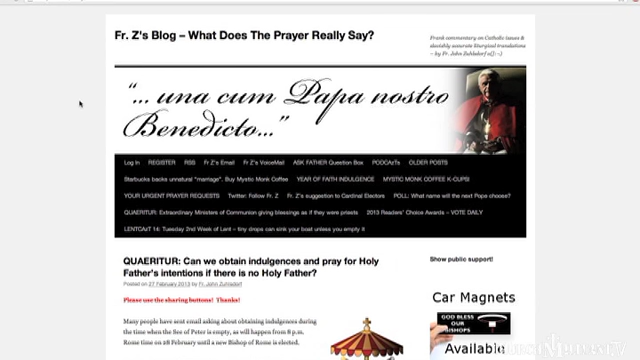 Fr. Z's Blog – What Does The Prayer Really Say?
Frank commentary on Catholic issues &
slavishly accurate liturgical translations
– by Fr. John Zuhlsdorf o{]:¬)
“... una cum Papa nostro
Benedicto...”
Log In REGISTER RSS Fr Z's Email Fr Z's VoiceMail ASK FATHER Question Box PODCAzTs OLDER POSTS
Starbucks backs unnatural "marriage". Buy Mystic Monk Coffee YEAR OF FAITH INDULGENCE MYSTIC MONK COFFEE K-CUPS!
YOUR URGENT PRAYER REQUESTS Twitter: Follow Fr. Z Fr. Z's suggestion to Cardinal Electors POLL: What name will the next Pope choose?
QUAERITUR: Extraordinary Ministers of Communion giving blessings as if they were priests 2013 Readers' Choice Awards – VOTE DAILY
LENTCAzT 14: Tuesday 2nd Week of Lent – tiny drops can sink your boat unless you empty it
QUAERITUR: Can we obtain indulgences and pray for Holy
Father's intentions if there is no Holy Father?
Posted on 27 February 2013 by Fr. John Zuhlsdorf
Please use the sharing buttons! Thanks!
Many people have sent email asking about obtaining indulgences during
the time when the See of Peter is empty, as will happen from 8 p.m.
Rome time on 28 February until a new Bishop of Rome is elected.
Show public support!
Car Magnets
GOD BLESS
OUR
BISHOPS
Available